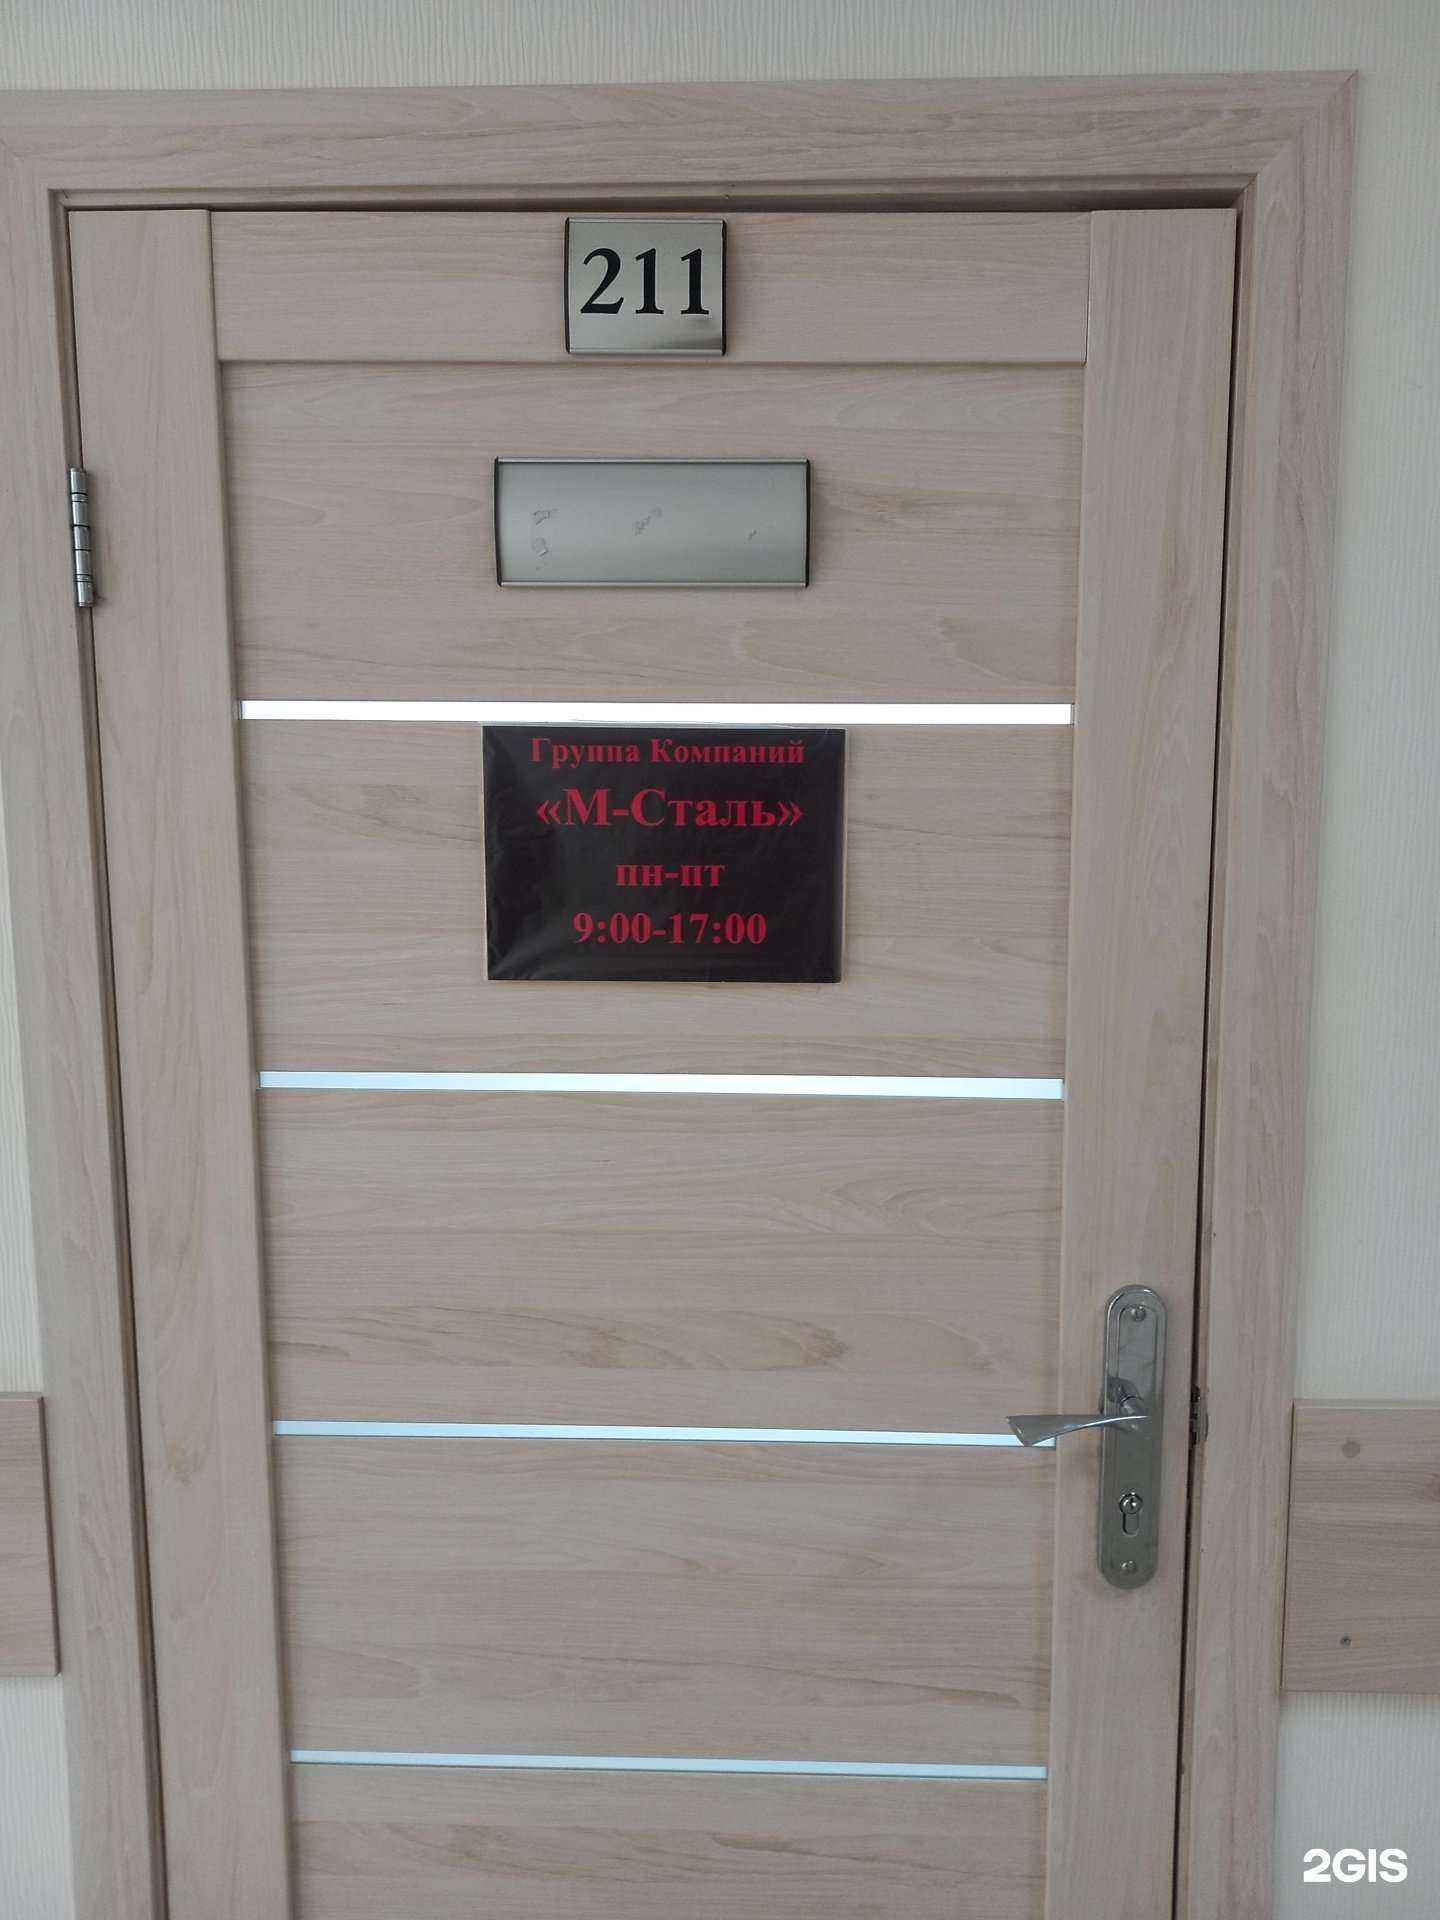 211
Группа Компаний
«М-Сталь»
пн-пт
9:00-17:00
2GIS